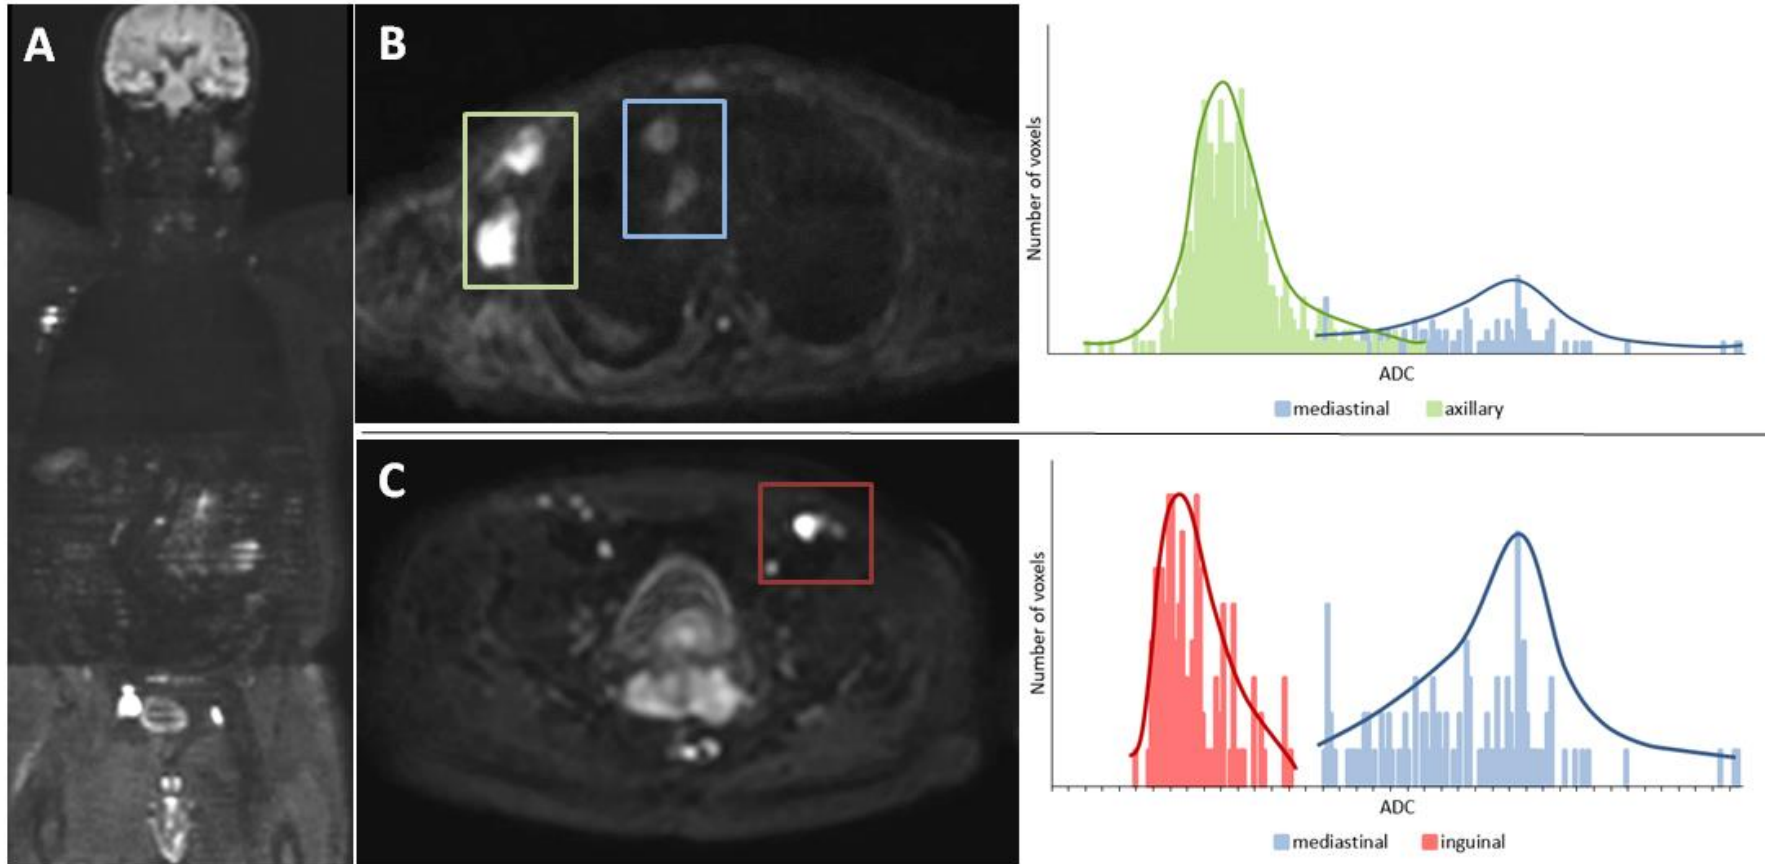 A
B
Number of voxels
ADC
mediastinal axillary
C
Number of voxels
ADC
mediastinal inguinal